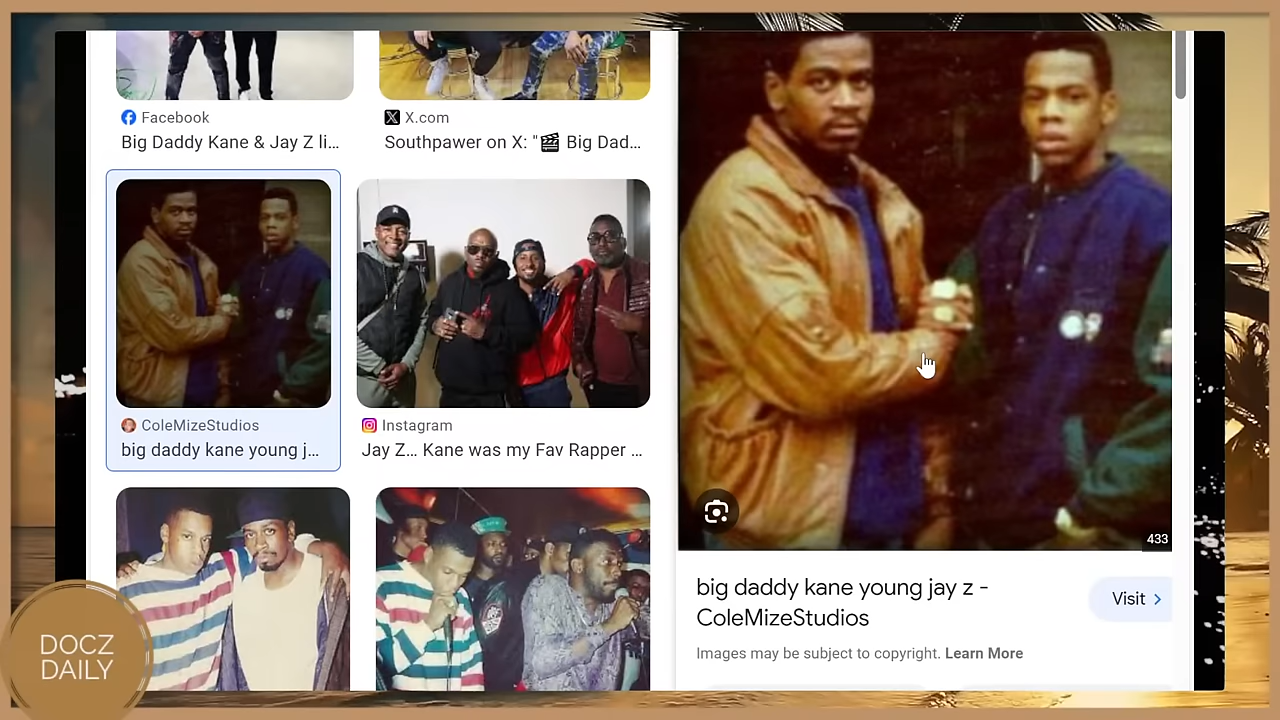 Facebook
Big Daddy Kane & Jay Z li...
X.com
Southpawer on X: "🎬 Big Dad...
ColeMizeStudios
big daddy kane young j...
Instagram
Jay Z... Kane was my Fav Rapper ...
433
big daddy kane young jay z -
ColeMizeStudios
Visit
Images may be subject to copyright. Learn More
DOCZ
DAILY